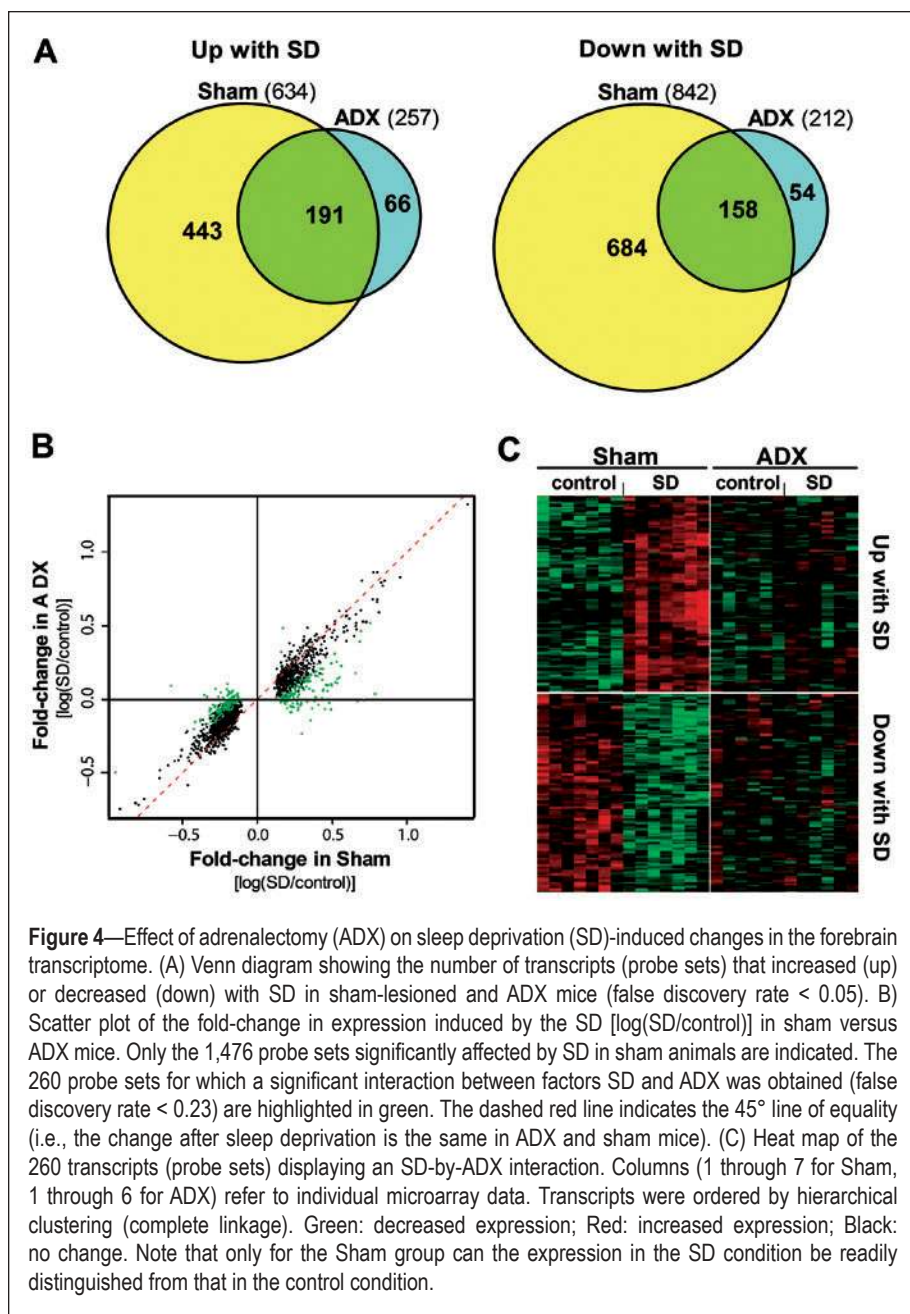 A
Up with SD
Down with SD
Sham (634)
ADX (257)
443
191
66
Sham (842)
ADX (212)
684
158
54
B
Fold-change in A DX
[log(SD/control)]
1.0
0.5
0.0
−0.5
−0.5
0.0
0.5
1.0
Fold-change in Sham
[log(SD/control)]
C
Sham
ADX
control
SD
control
SD
Up with SD
Down with SD
Figure 4—Effect of adrenalectomy (ADX) on sleep deprivation (SD)-induced changes in the forebrain
transcriptome. (A) Venn diagram showing the number of transcripts (probe sets) that increased (up)
or decreased (down) with SD in sham-lesioned and ADX mice (false discovery rate < 0.05). B)
Scatter plot of the fold-change in expression induced by the SD [log(SD/control)] in sham versus
ADX mice. Only the 1,476 probe sets significantly affected by SD in sham animals are indicated. The
260 probe sets for which a significant interaction between factors SD and ADX was obtained (false
discovery rate < 0.23) are highlighted in green. The dashed red line indicates the 45° line of equality
(i.e., the change after sleep deprivation is the same in ADX and sham mice). (C) Heat map of the
260 transcripts (probe sets) displaying an SD-by-ADX interaction. Columns (1 through 7 for Sham,
1 through 6 for ADX) refer to individual microarray data. Transcripts were ordered by hierarchical
clustering (complete linkage). Green: decreased expression; Red: increased expression; Black:
no change. Note that only for the Sham group can the expression in the SD condition be readily
distinguished from that in the control condition.